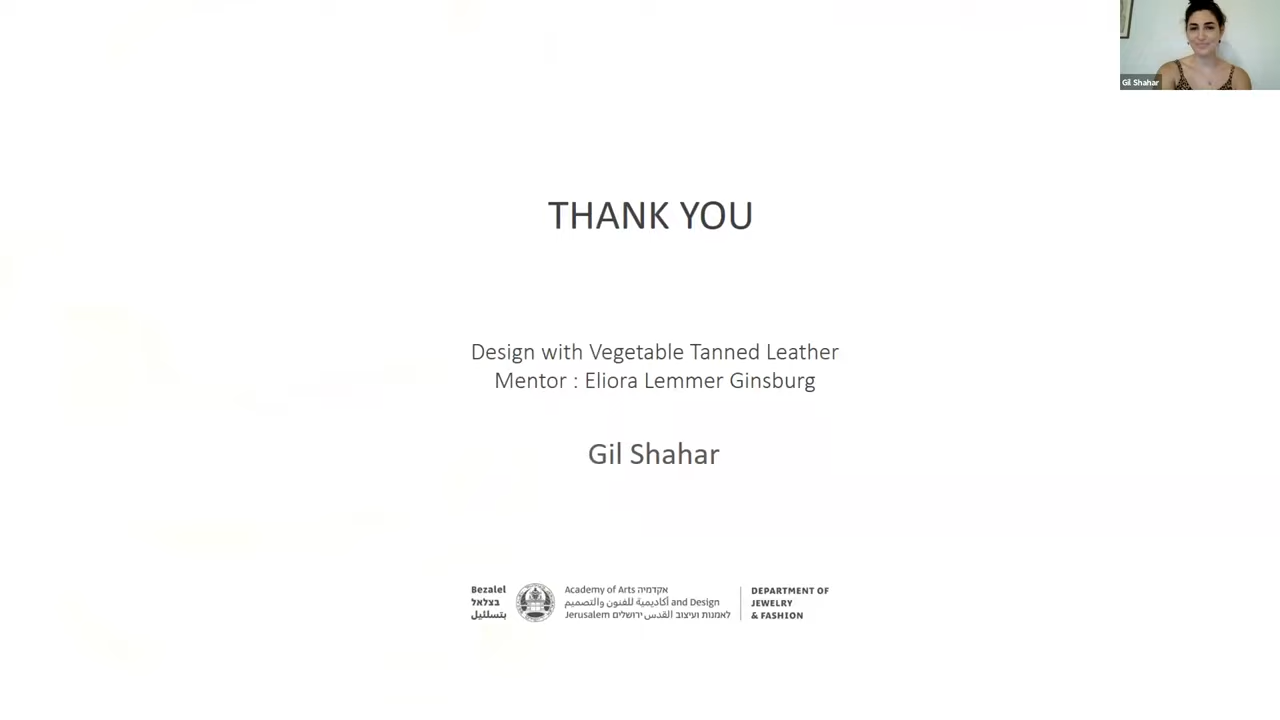 Gil Shahar
THANK YOU
Design with Vegetable Tanned Leather
Mentor : Eliora Lemmer Ginsburg
Gil Shahar
Bezalel
בצלאל
بتسلئيل
Academy of Arts אקדמיה
أكاديمية للفنون والتصميم and Design
Jerusalem לאמנות ועיצוב القدس ירושלים
DEPARTMENT OF
JEWELRY
& FASHION